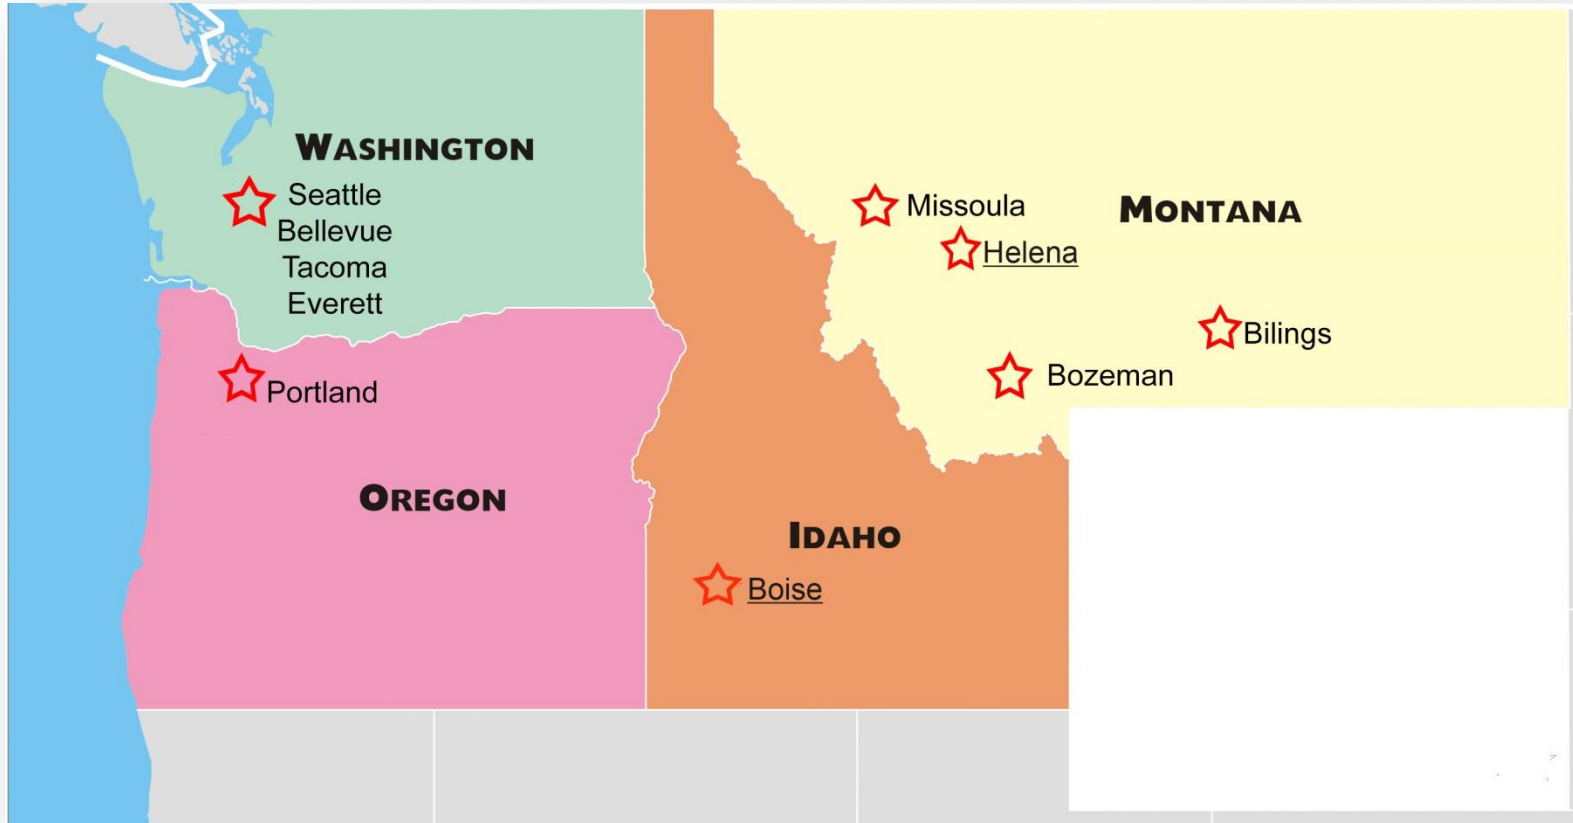 WASHINGTON
Seattle
Bellevue
Tacoma
Everett
Missoula
MONTANA
Helena
Bilings
Bozeman
Portland
OREGON
IDAHO
Boise